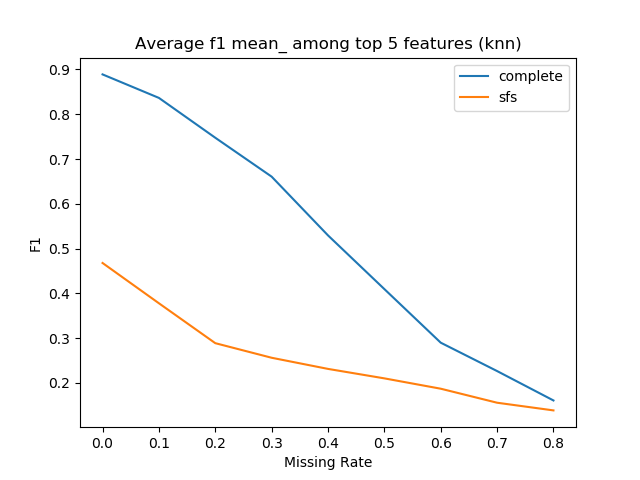 Average f1 mean_ among top 5 features (knn)
complete
sfs
F1
0.9
0.8
0.7
0.6
0.5
0.4
0.3
0.2
0.0 0.1 0.2 0.3 0.4 0.5 0.6 0.7 0.8
Missing Rate